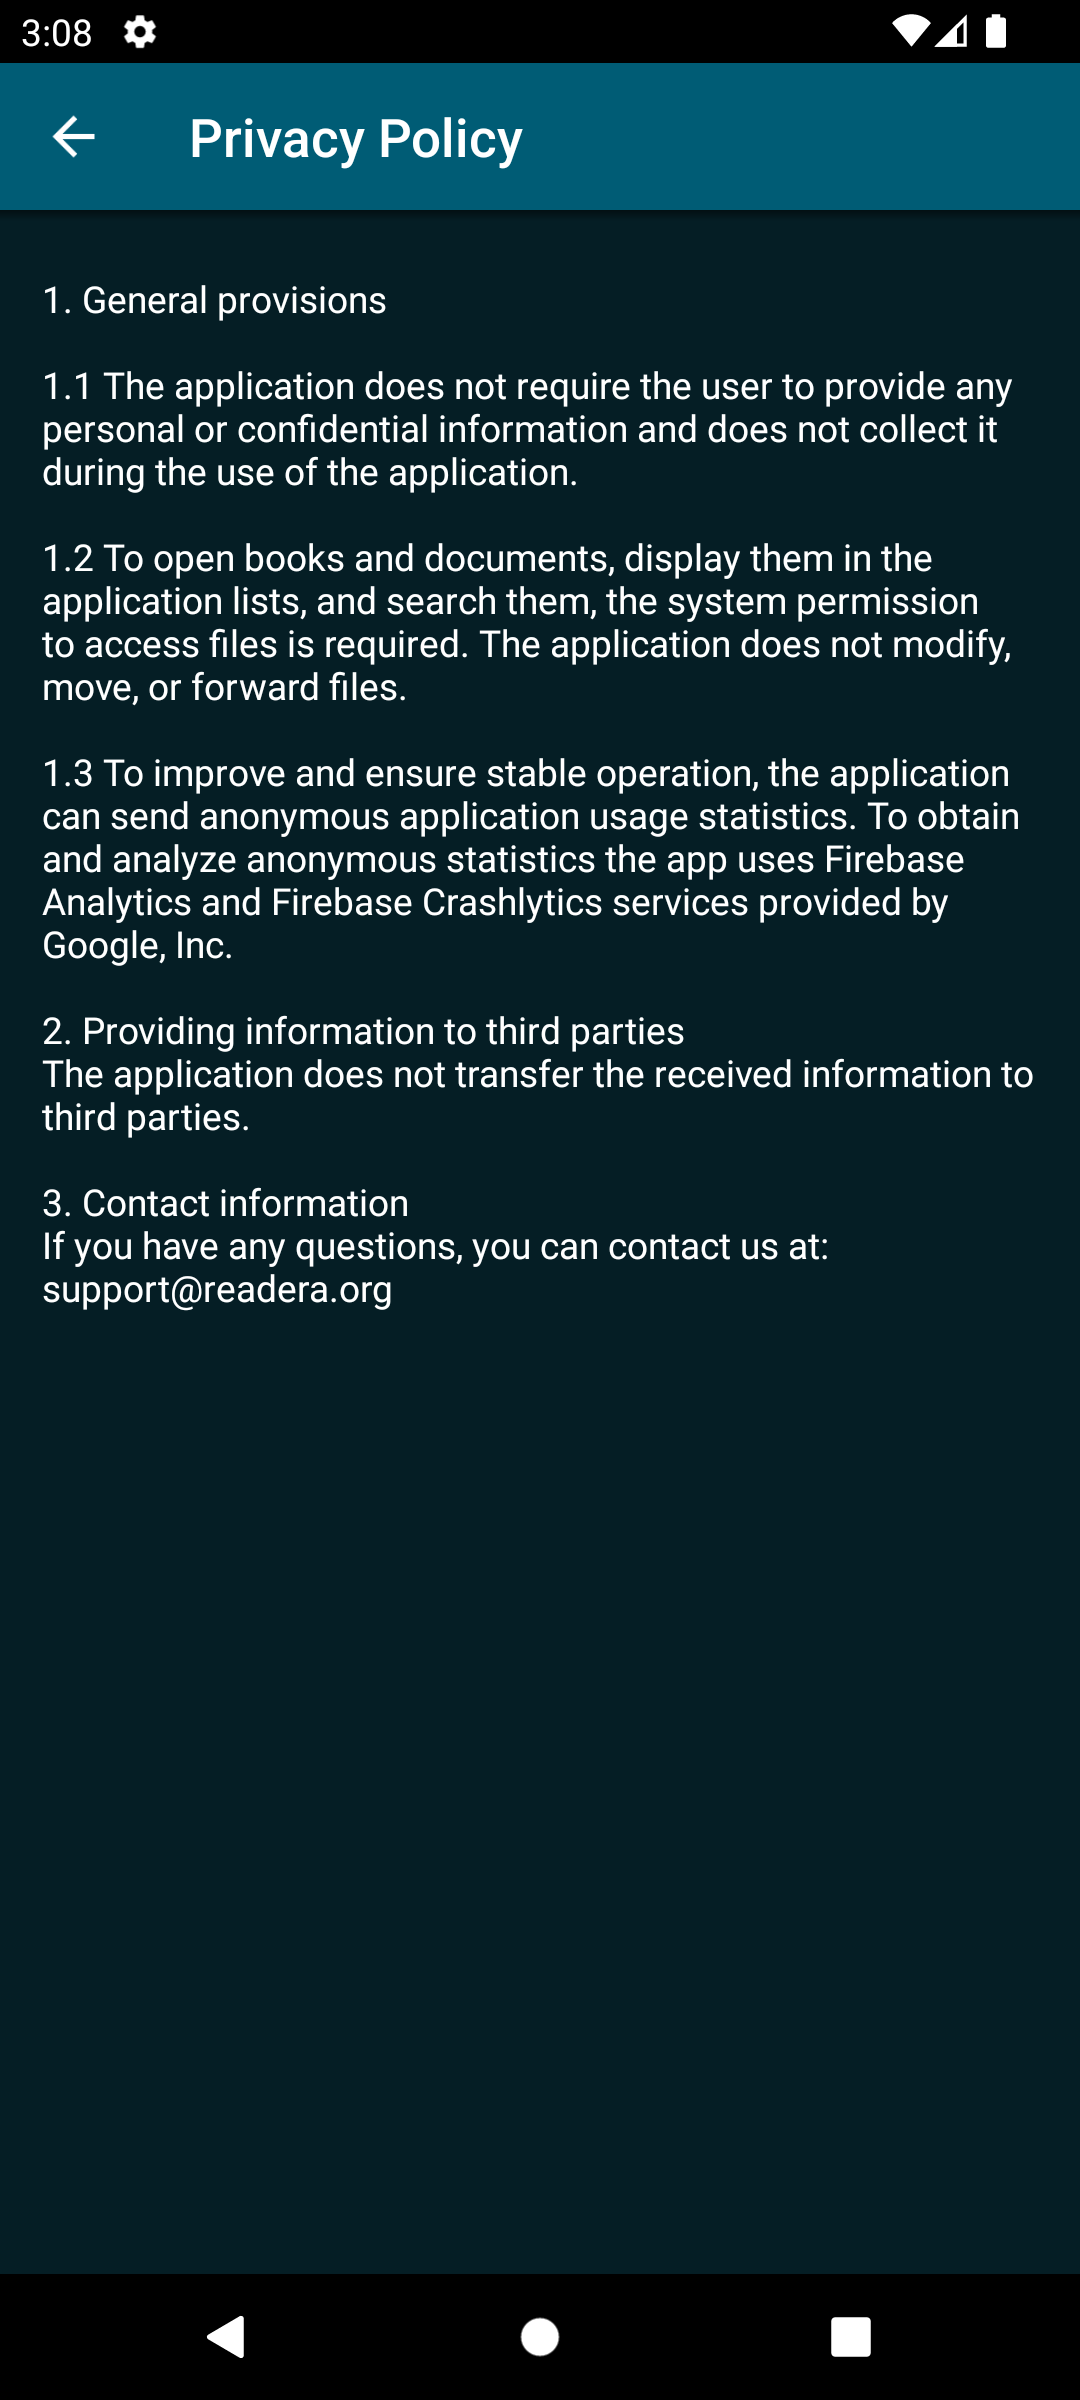 3:08
Privacy Policy
1. General provisions
1.1 The application does not require the user to provide any
personal or confidential information and does not collect it
during the use of the application.
1.2 To open books and documents, display them in the
application lists, and search them, the system permission
to access files is required. The application does not modify,
move, or forward files.
1.3 To improve and ensure stable operation, the application
can send anonymous application usage statistics. To obtain
and analyze anonymous statistics the app uses Firebase
Analytics and Firebase Crashlytics services provided by
Google, Inc.
2. Providing information to third parties
The application does not transfer the received information to
third parties.
3. Contact information
If you have any questions, you can contact us at:
support@readera.org